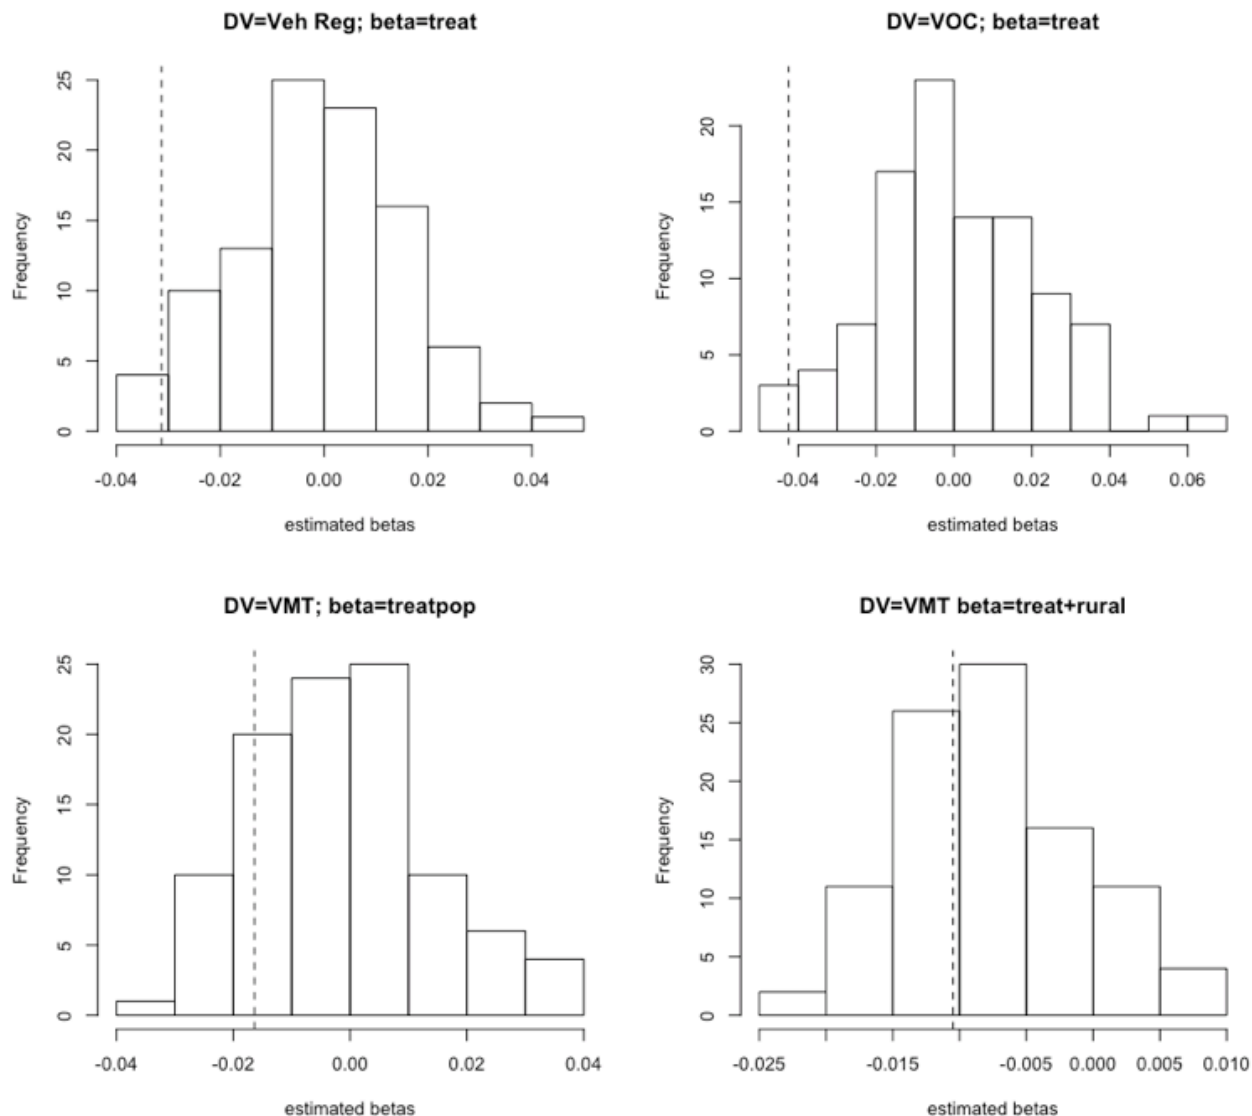 DV=Veh Reg; beta=treat
Frequency
25
20
15
10
5
0
-0.04 -0.02 0.00 0.02 0.04
estimated betas
DV=VOC; beta=treat
Frequency
20
15
10
5
0
-0.04 -0.02 0.00 0.02 0.04 0.06
estimated betas
DV=VMT; beta=treatpop
Frequency
25
20
15
10
5
0
-0.04 -0.02 0.00 0.02 0.04
estimated betas
DV=VMT beta=treat+rural
Frequency
30
25
20
15
10
5
0
-0.025 -0.015 -0.005 0.000 0.005 0.010
estimated betas